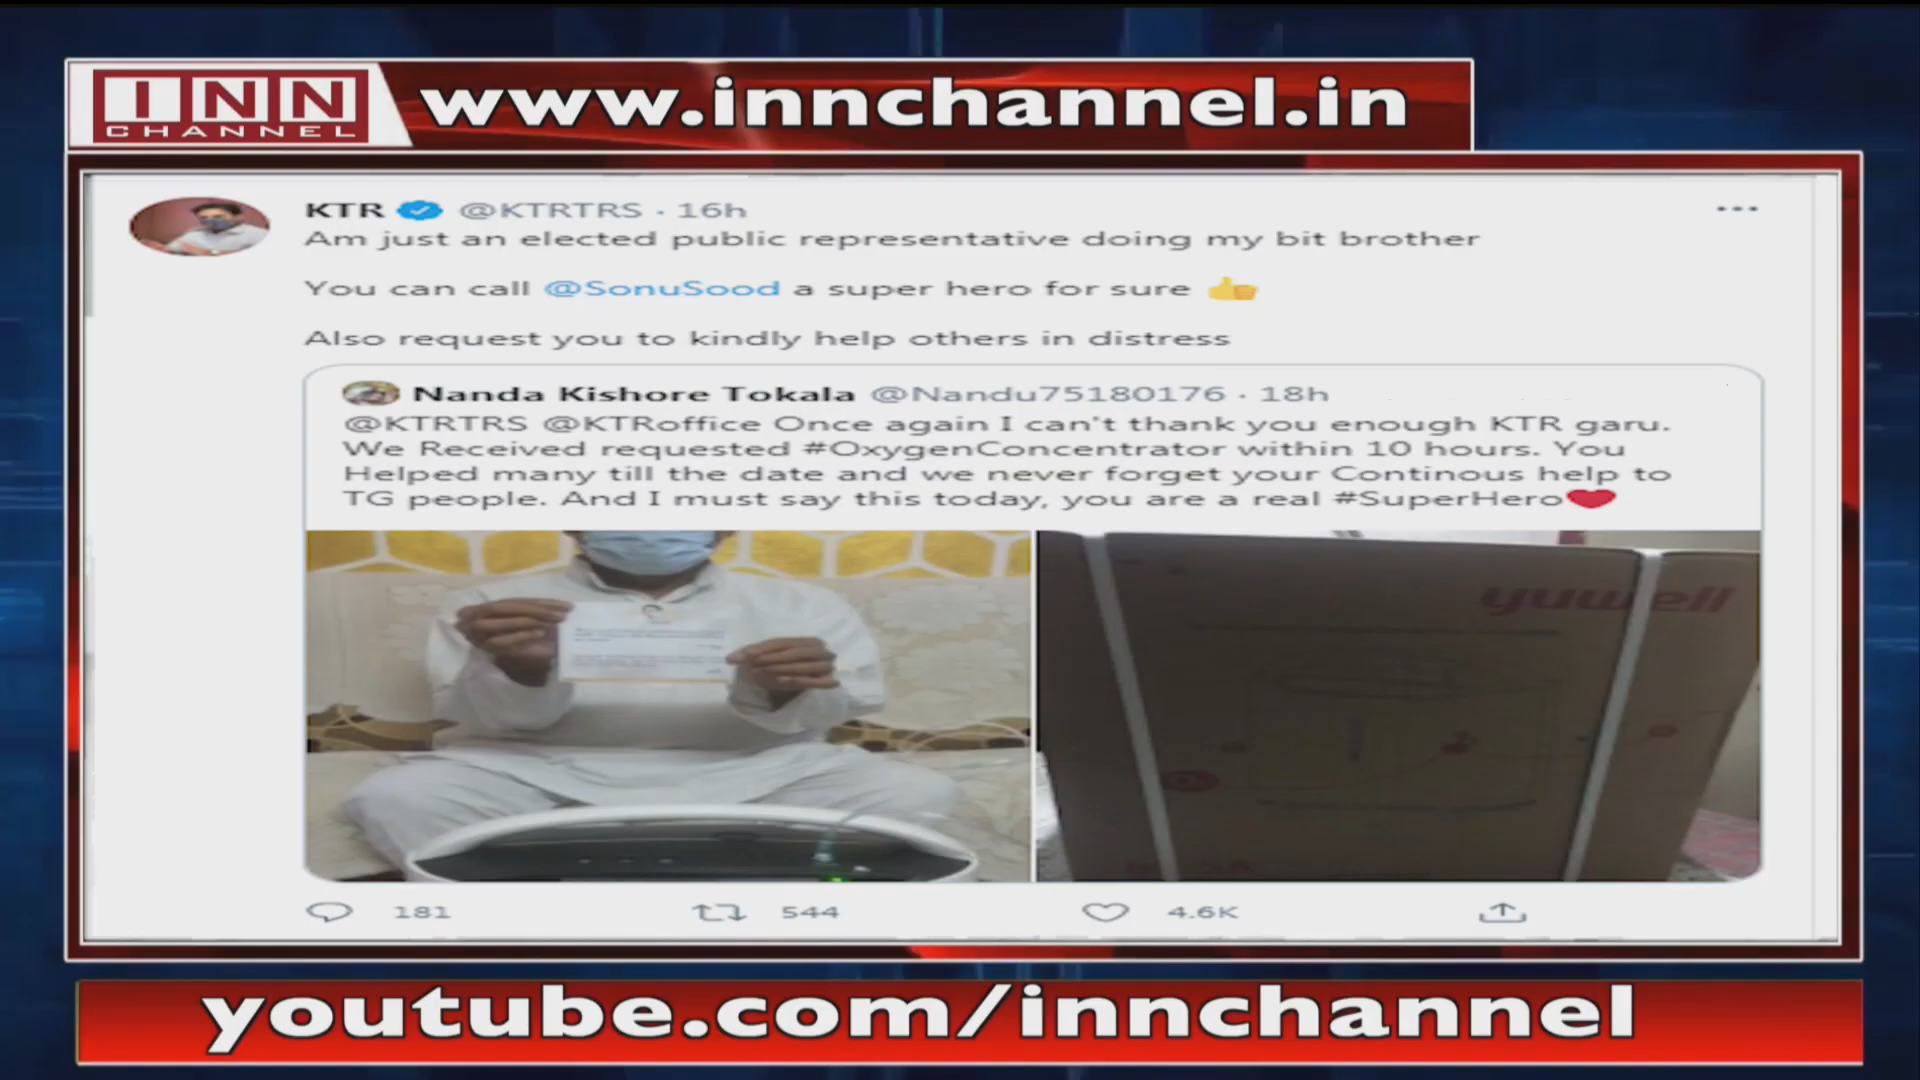 INN
CHANNEL
www.innchannel.in
KTR @KTRTRS · 16h
Am just an elected public representative doing my bit brother
You can call @SonuSood a super hero for sure 👍
Also request you to kindly help others in distress
Nanda Kishore Tokala @Nandu75180176 · 18h
@KTRTRS @KTRoffice Once again I can't thank you enough KTR garu.
We Received requested #OxygenConcentrator within 10 hours. You
Helped many till the date and we never forget your Continous help to
TG people. And I must say this today, you are a real #SuperHero❤️
yuwell
181
544
4.6K
youtube.com/innchannel